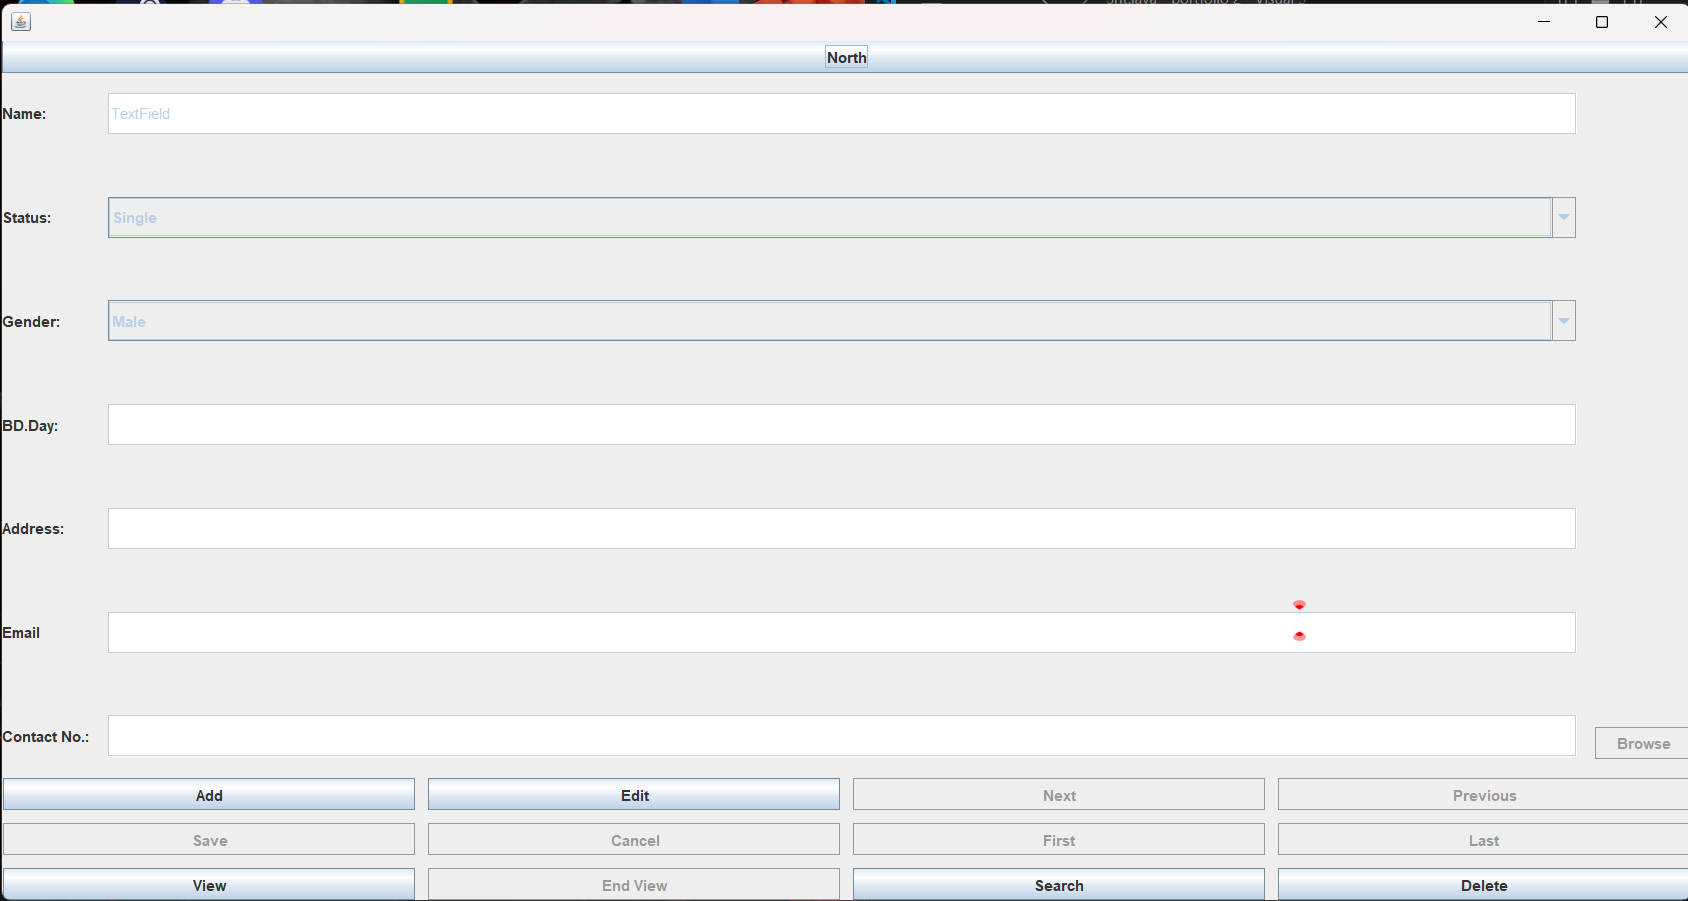 North
Name: TextField
Status: Single
Gender: Male
BD.Day:
Address:
Email
Contact No.: Browse
Add Edit Next Previous
Save Cancel First Last
View End View Search Delete